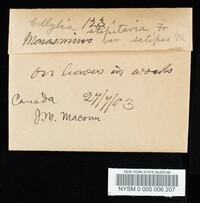 Collybia 123
stipitaria Fr
Marasmius var setipes Pk
on leaves in woods
Canada 27/7/03
J.M. Macoun
NEW YORK STATE MUSEUM
NYSM 0 000 006 207